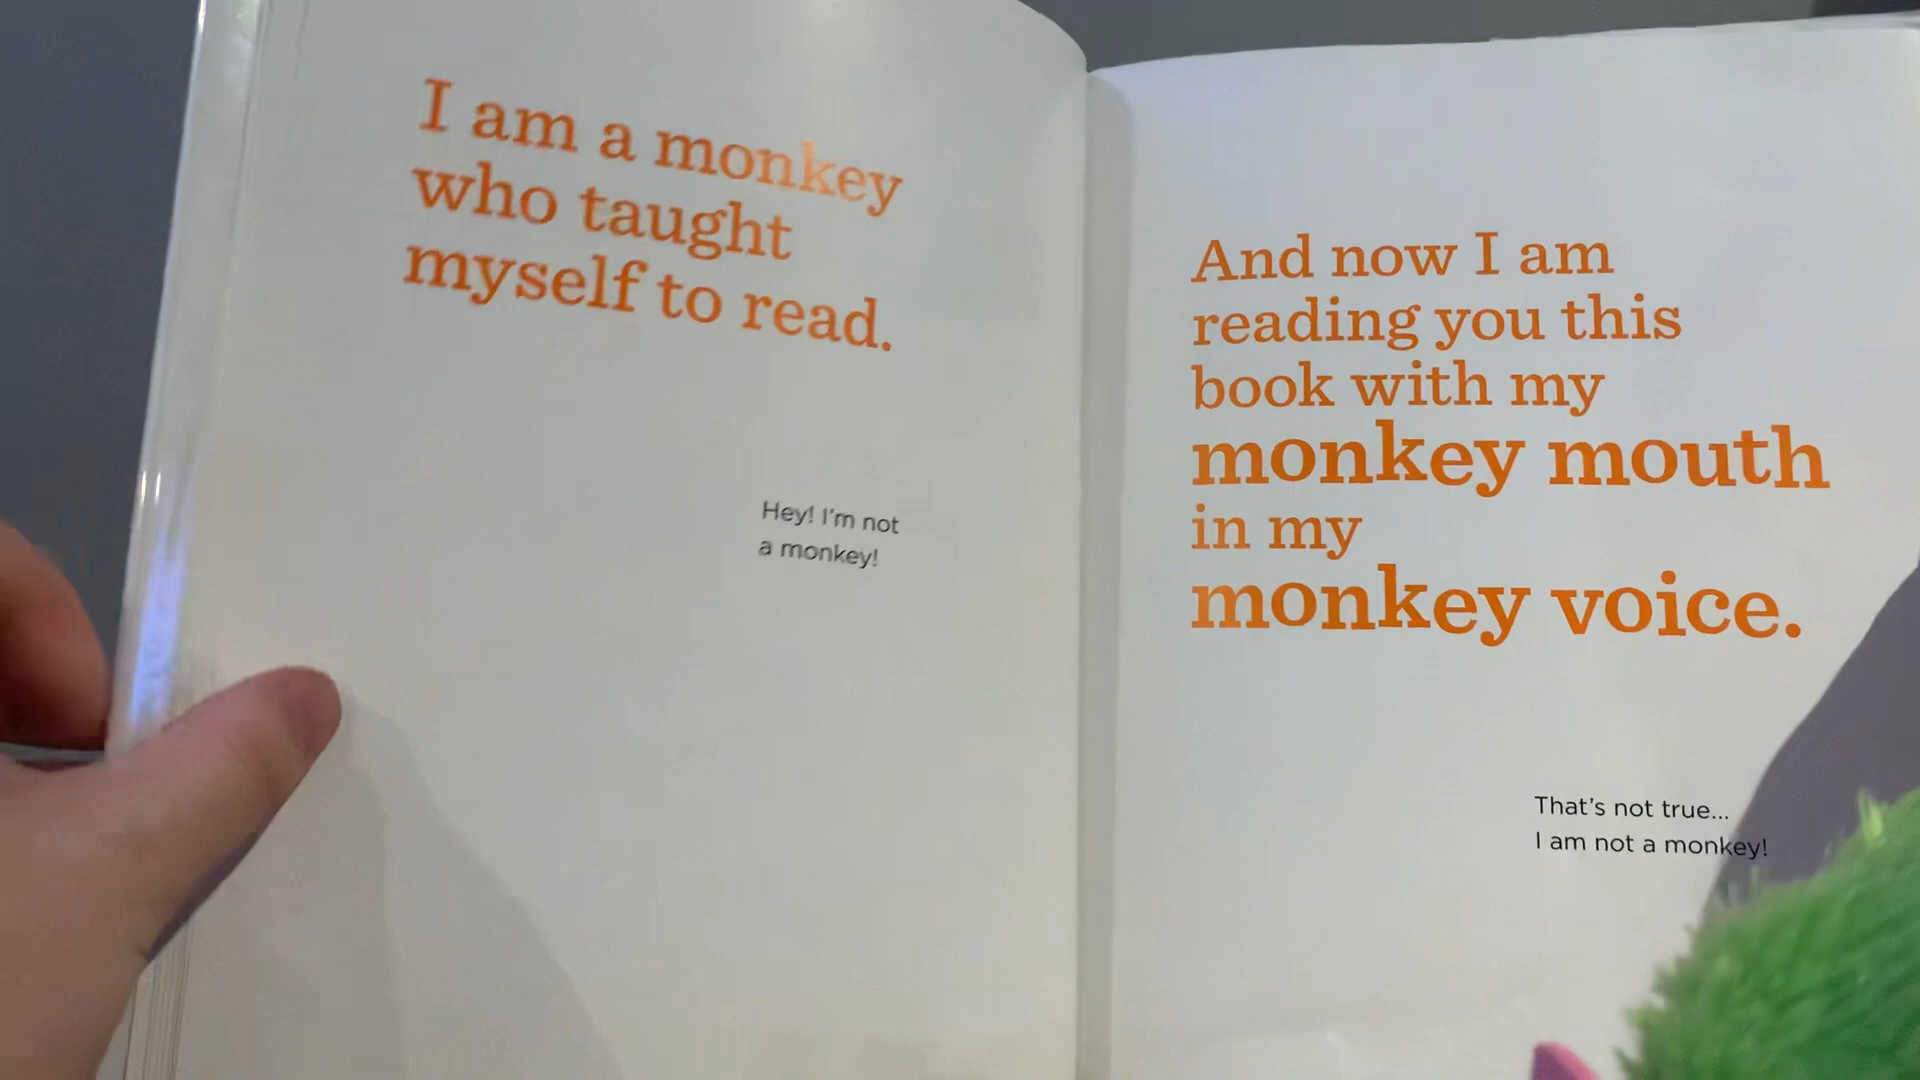 I am a monkey
who taught
myself to read.
Hey! I'm not
a monkey!
And now I am
reading you this
book with my
monkey mouth
in my
monkey voice.
That's not true...
I am not a monkey!